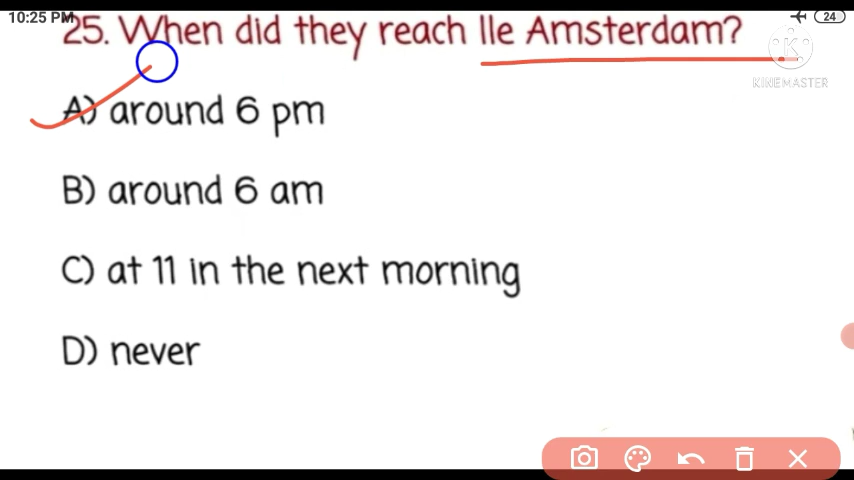 10:25 PM
24
25. When did they reach Ile Amsterdam?
KINEMASTER
A) around 6 pm
B) around 6 am
C) at 11 in the next morning
D) never